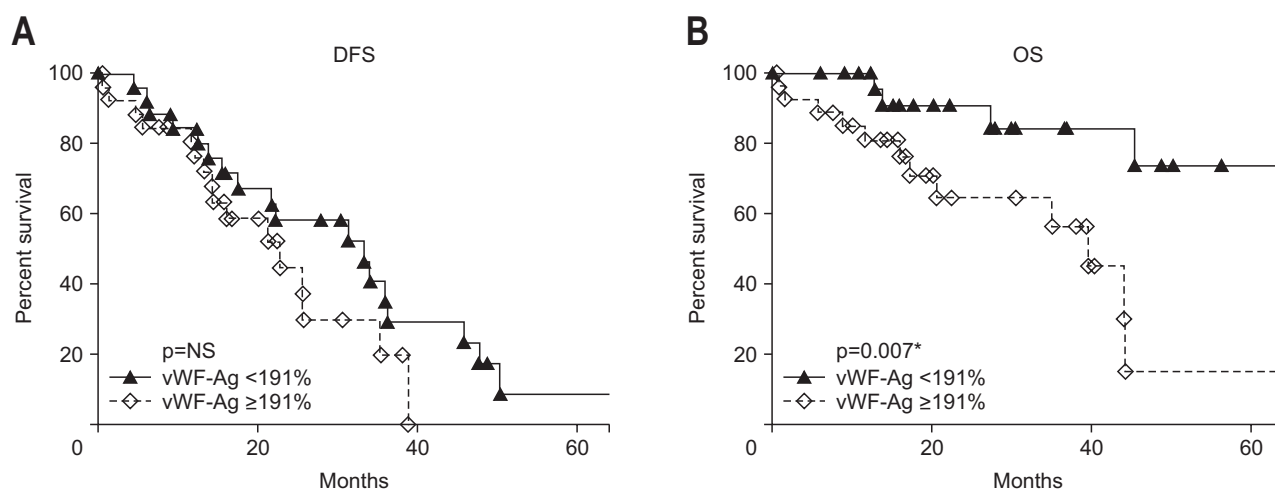 A
DFS
Percent survival
100
80
60
40
20
0
20
40
60
Months
p=NS
vWF-Ag <191%
vWF-Ag ≥191%
B
OS
Percent survival
100
80
60
40
20
0
20
40
60
Months
p=0.007*
vWF-Ag <191%
vWF-Ag ≥191%